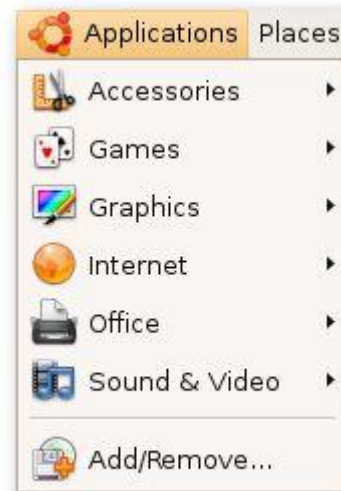 Applications Places
Accessories
Games
Graphics
Internet
Office
Sound & Video
Add/Remove...